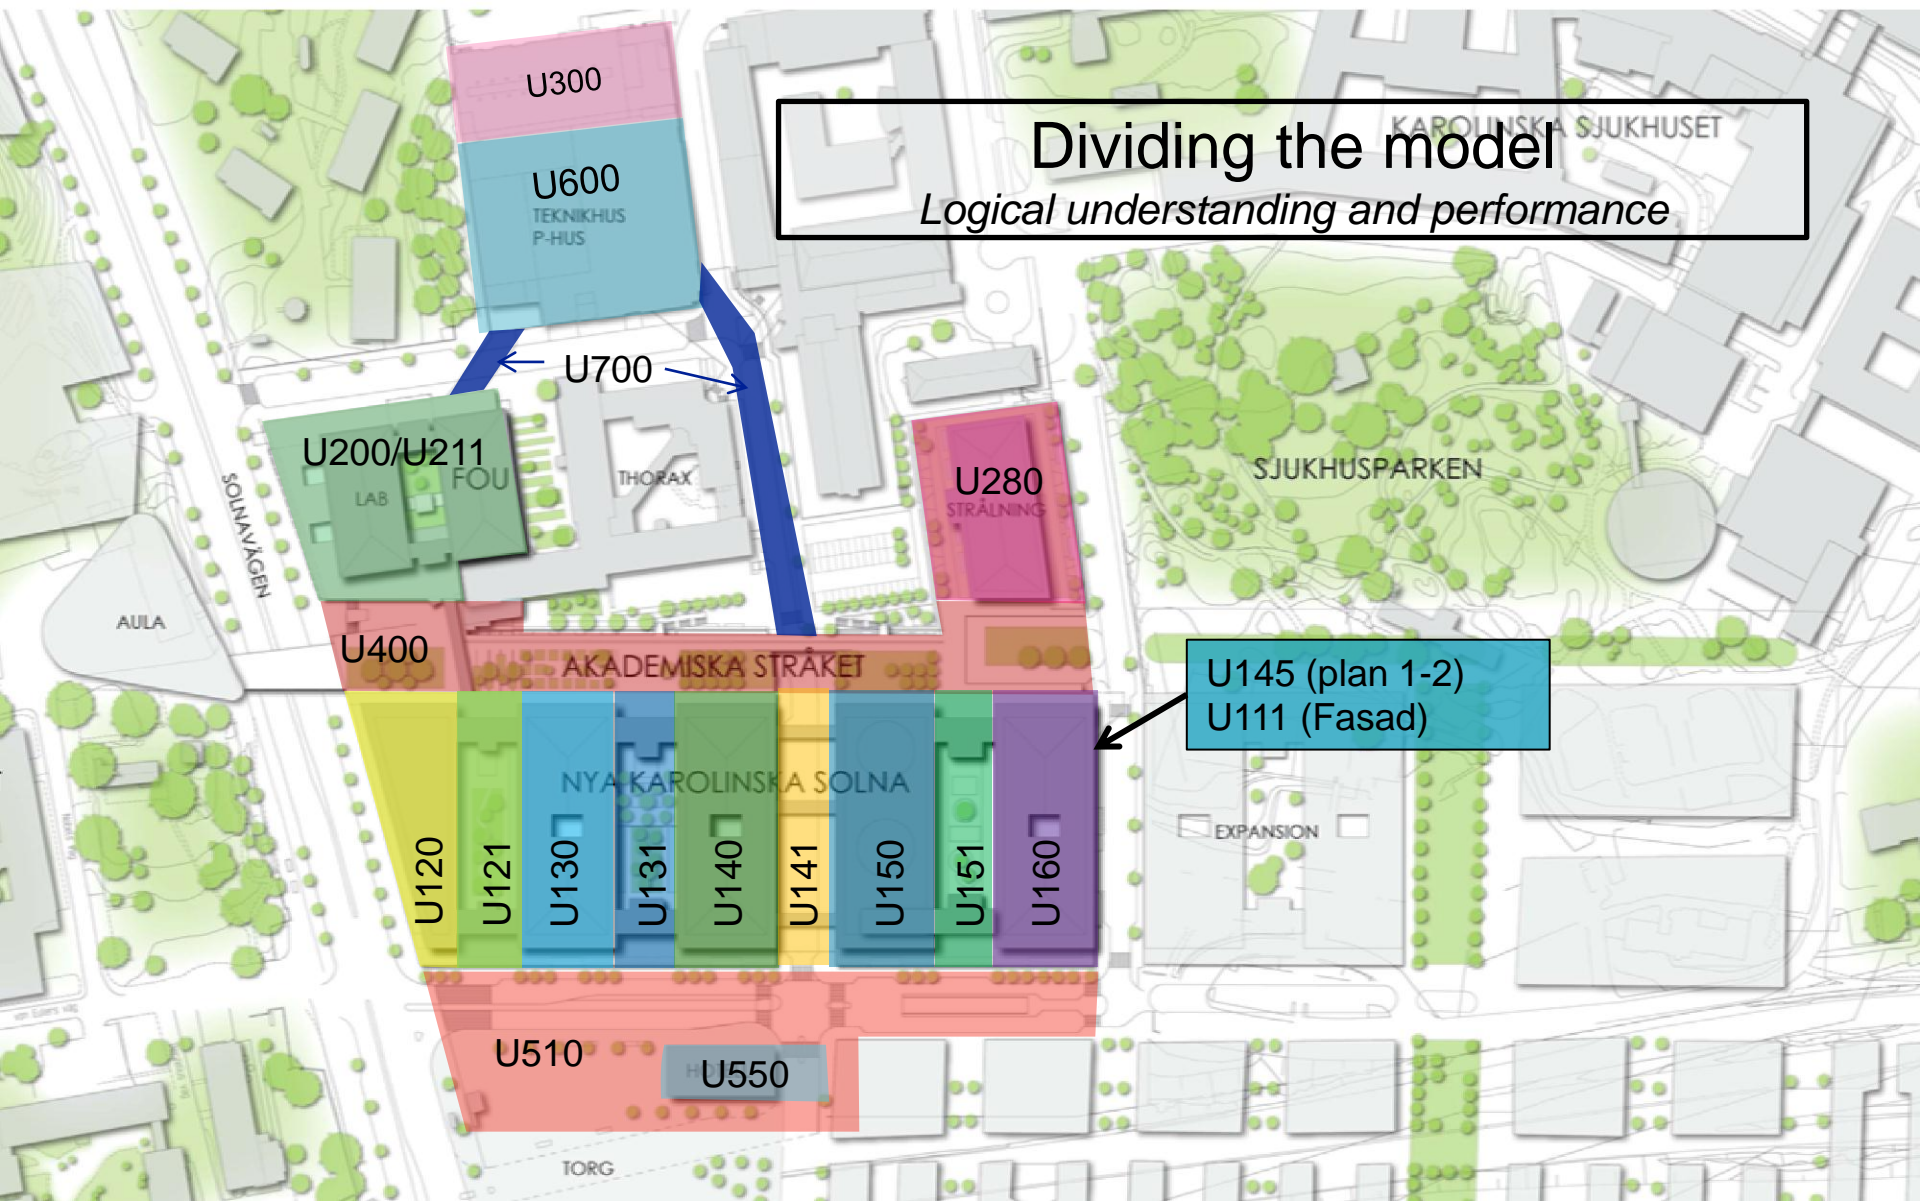 U300
Dividing the model
KAROLINSKA SJUKHUSET
Logical understanding and performance
U600
TEKNIKHUS
P-HUS
U700
U200/U211
FOU
LAB
THORAX
U280
STRÅLNING
SJUKHUSPARKEN
SOLNAVÄGEN
AULA
U400
AKADEMISKA STRÅKET
U145 (plan 1-2)
U111 (Fasad)
NYA KAROLINSKA SOLNA
EXPANSION
U120
U121
U130
U131
U140
U141
U150
U151
U160
U510
U550
TORG